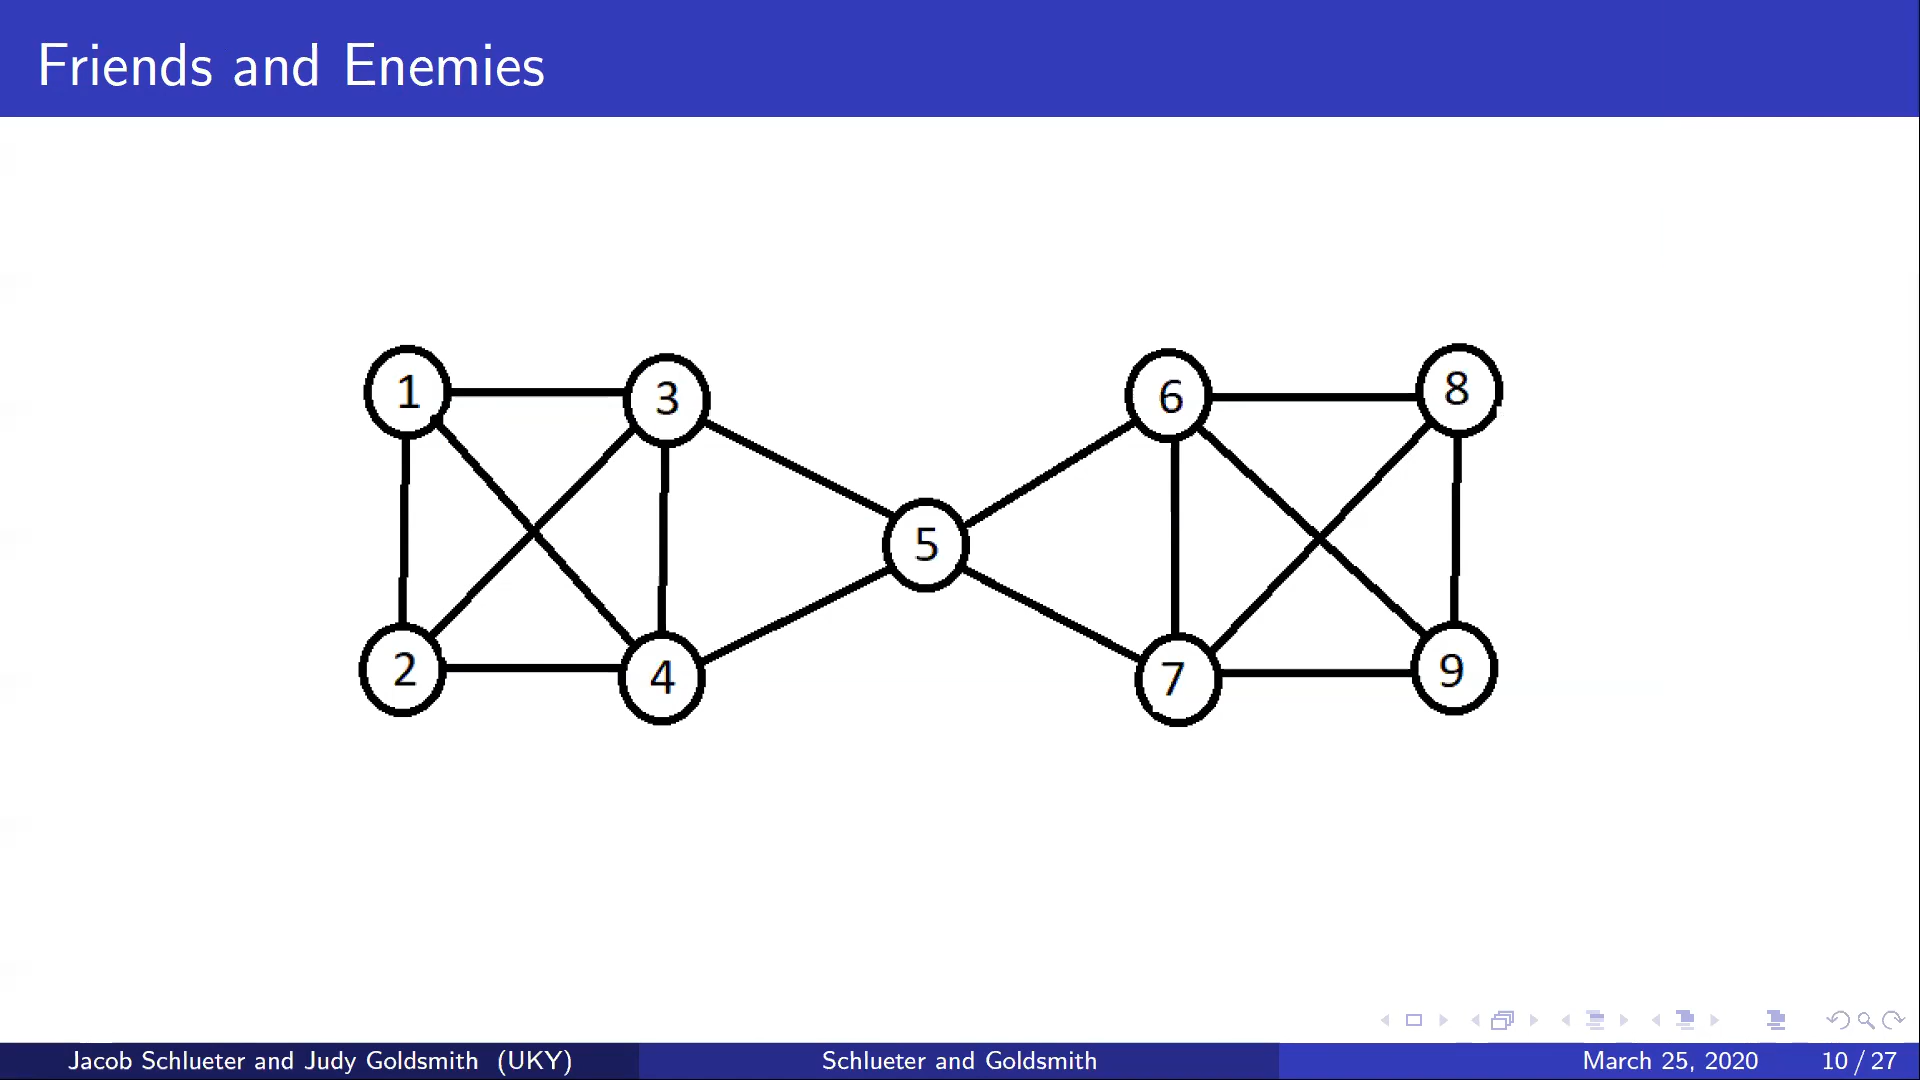 Friends and Enemies
1 3 6 8
5
2 4 7 9
Jacob Schlueter and Judy Goldsmith (UKY) Schlueter and Goldsmith March 25, 2020 10 / 27